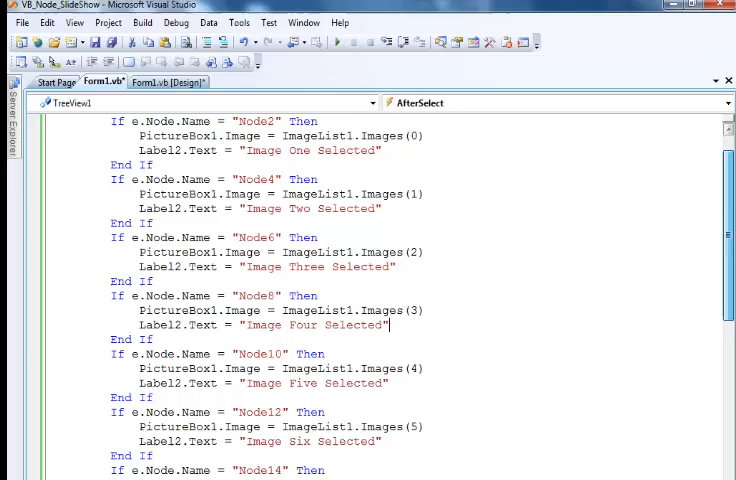 VB_Node_SlideShow - Microsoft Visual Studio
File Edit View Project Build Debug Data Tools Test Window Help
Start Page Form1.vb* Form1.vb [Design]*
TreeView1 AfterSelect
Server Explorer
If e.Node.Name = "Node2" Then
PictureBox1.Image = ImageList1.Images(0)
Label2.Text = "Image One Selected"
End If
If e.Node.Name = "Node4" Then
PictureBox1.Image = ImageList1.Images(1)
Label2.Text = "Image Two Selected"
End If
If e.Node.Name = "Node6" Then
PictureBox1.Image = ImageList1.Images(2)
Label2.Text = "Image Three Selected"
End If
If e.Node.Name = "Node8" Then
PictureBox1.Image = ImageList1.Images(3)
Label2.Text = "Image Four Selected"
End If
If e.Node.Name = "Node10" Then
PictureBox1.Image = ImageList1.Images(4)
Label2.Text = "Image Five Selected"
End If
If e.Node.Name = "Node12" Then
PictureBox1.Image = ImageList1.Images(5)
Label2.Text = "Image Six Selected"
End If
If e.Node.Name = "Node14" Then